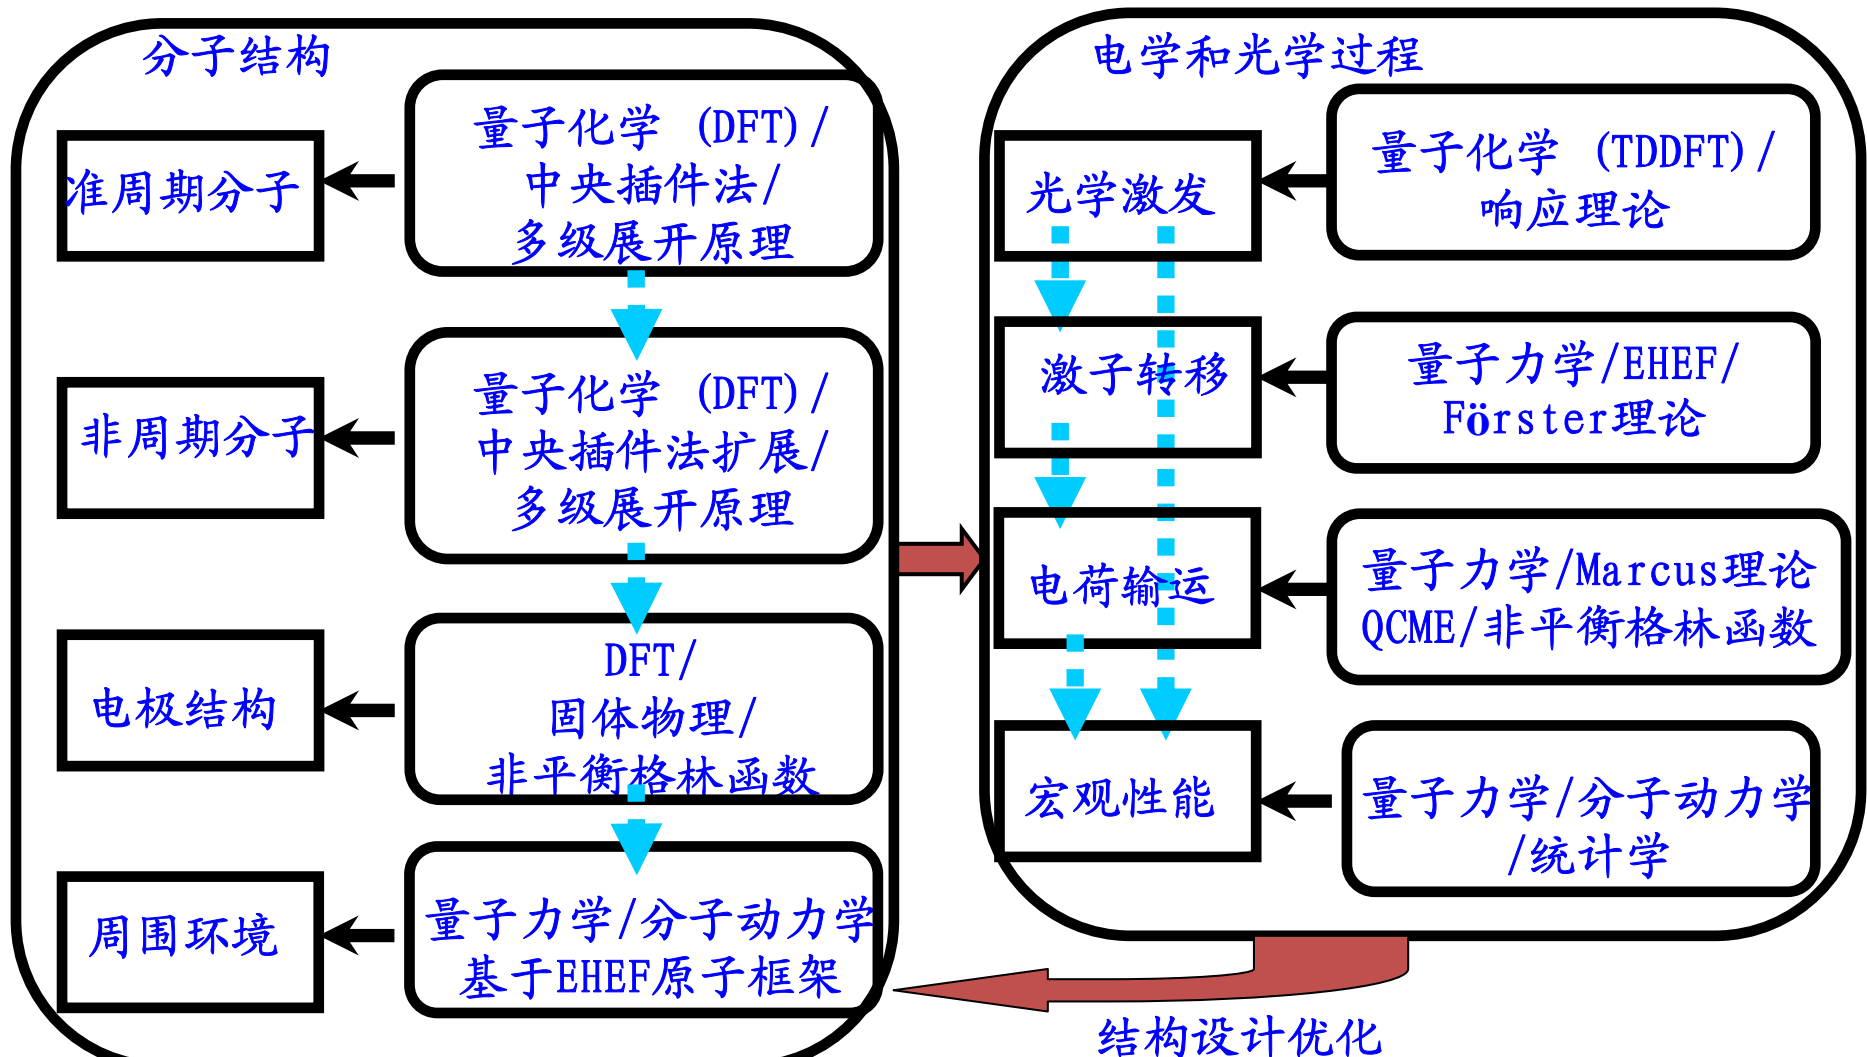 分子结构
量子化学 (DFT)/
中央插件法/
多级展开原理
准周期分子
量子化学 (DFT)/
中央插件法扩展/
多级展开原理
非周期分子
DFT/
固体物理/
非平衡格林函数
电极结构
量子力学/分子动力学
基于EHEF原子框架
周围环境
电学和光学过程
量子化学 (TDDFT)/
响应理论
光学激发
量子力学/EHEF/
Förster理论
激子转移
量子力学/Marcus理论
QCME/非平衡格林函数
电荷输运
量子力学/分子动力学
/统计学
宏观性能
结构设计优化